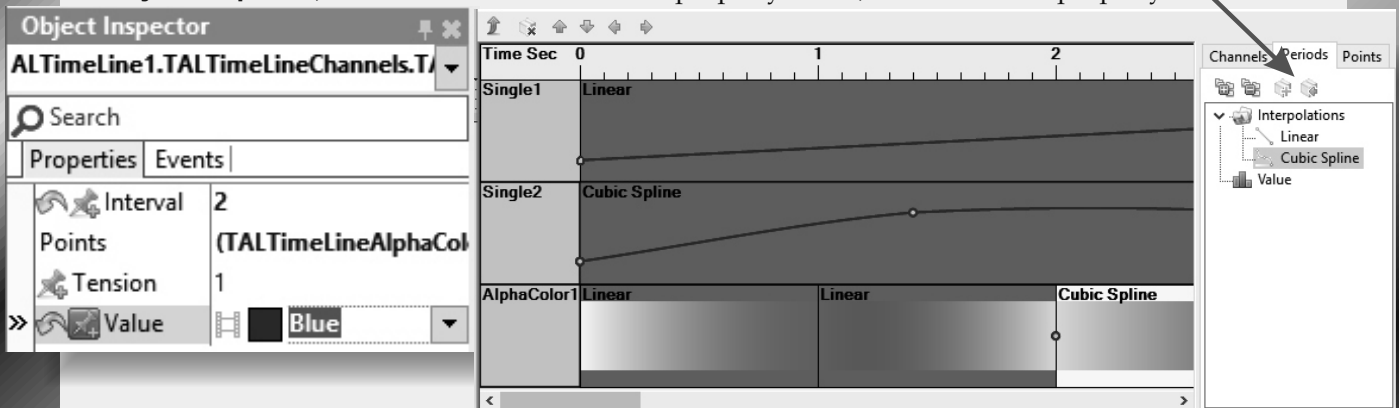 Object Inspector
ALTimeLine1.TALTimeLineChannels.TA
Search
Properties Events
Interval 2
Points (TALTimeLineAlphaCol
Tension 1
Value Blue
Time Sec 0 1 2
Single1 Linear
Single2 Cubic Spline
AlphaColor1 Linear Linear Cubic Spline
Channels Periods Points
Interpolations
Linear
Cubic Spline
Value